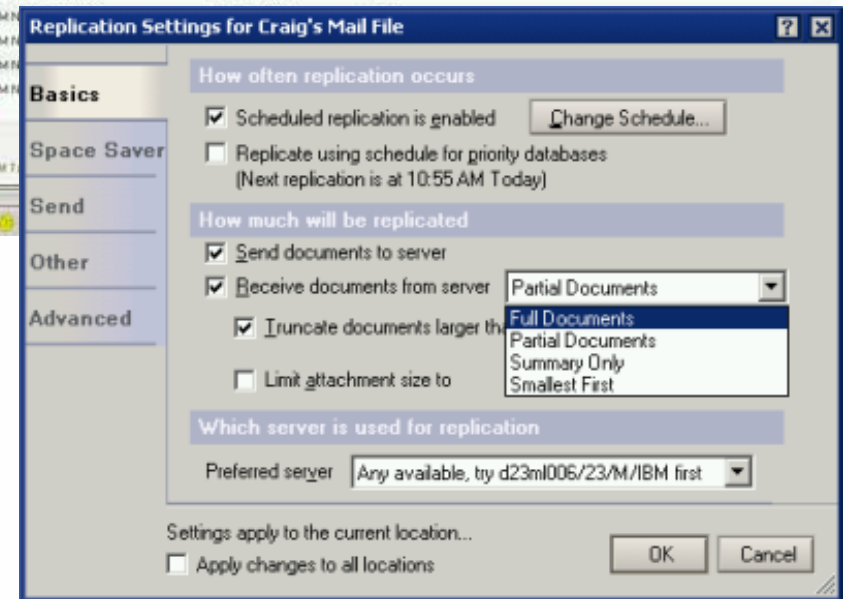 Replication Settings for Craig's Mail File
Basics
Space Saver
Send
Other
Advanced
How often replication occurs
Scheduled replication is enabled
Change Schedule...
Replicate using schedule for priority databases
(Next replication is at 10:55 AM Today)
How much will be replicated
Send documents to server
Receive documents from server
Partial Documents
Full Documents
Partial Documents
Summary Only
Smallest First
Truncate documents larger tha
Limit attachment size to
Which server is used for replication
Preferred server
Any available, try d23ml006/23/M/IBM first
Settings apply to the current location...
Apply changes to all locations
OK
Cancel